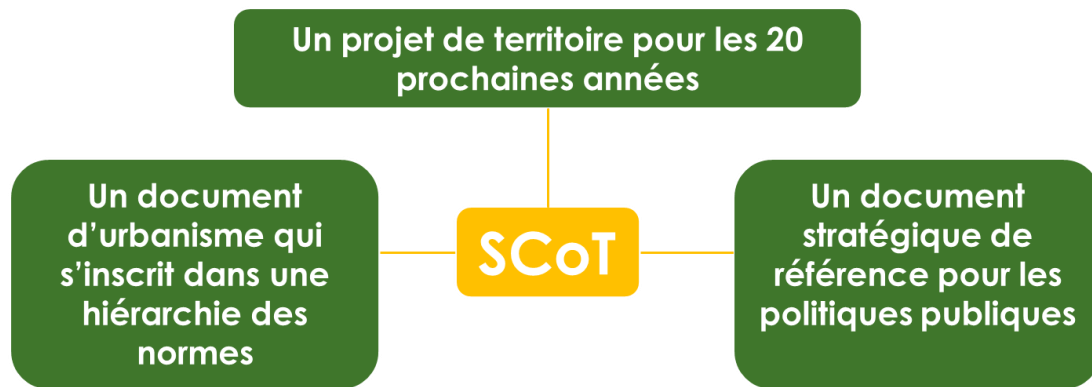 Un projet de territoire pour les 20
prochaines années
Un document
d’urbanisme qui
s’inscrit dans une
hiérarchie des
normes
SCoT
Un document
stratégique de
référence pour les
politiques publiques